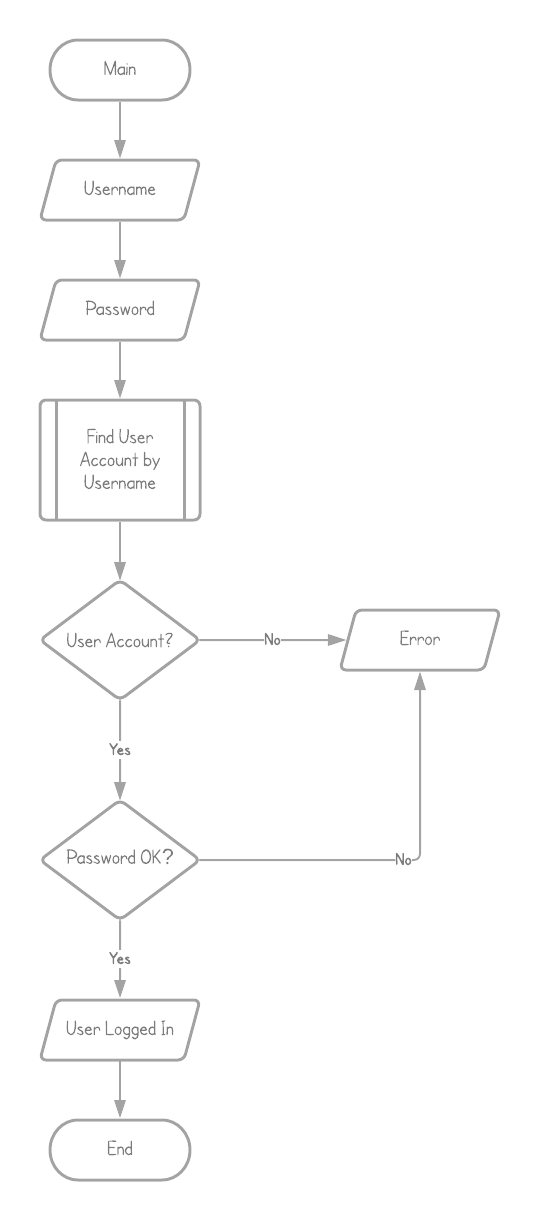 Main
Username
Password
Find User
Account by
Username
User Account?
No
Error
Yes
Password OK?
No
Yes
User Logged In
End